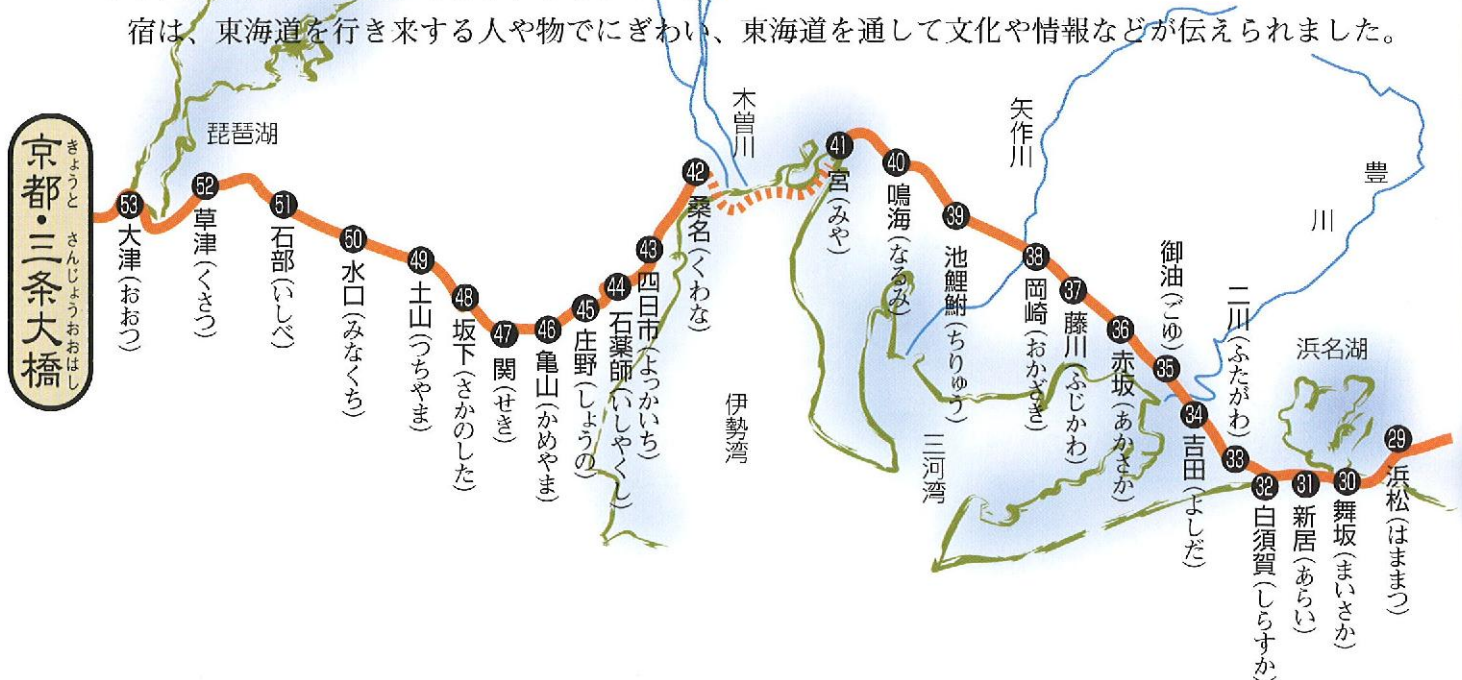 宿は、東海道を行き来する人や物でにぎわい、東海道を通して文化や情報などが伝えられました。
京都・三条大橋
きょうと さんじょうおおはし
琵琶湖
木曽川
矢作川
豊川
浜名湖
伊勢湾
三河湾
53 大津(おおつ)
52 草津(くさつ)
51 石部(いしべ)
50 水口(みなくち)
49 土山(つちやま)
48 坂下(さかのした)
47 関(せき)
46 亀山(かめやま)
45 庄野(しょうの)
44 石薬師(いしやくし)
43 四日市(よっかいち)
42 桑名(くわな)
41 宮(みや)
40 鳴海(なるみ)
39 池鯉鮒(ちりゅう)
38 岡崎(おかざき)
37 藤川(ふじかわ)
36 赤坂(あかさか)
35 御油(ごゆ)
34 吉田(よしだ)
33 二川(ふたがわ)
32 白須賀(しらすか)
31 新居(あらい)
30 舞坂(まいさか)
29 浜松(はままつ)